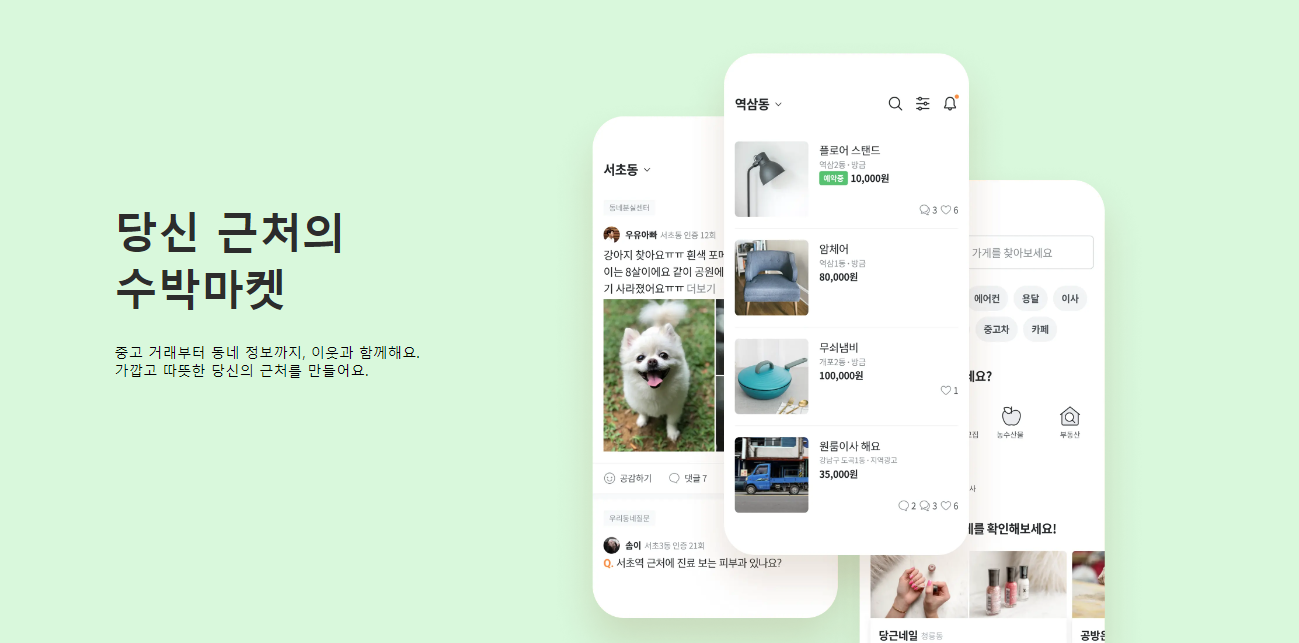 당신 근처의
수박마켓
중고 거래부터 동네 정보까지, 이웃과 함께해요.
가깝고 따뜻한 당신의 근처를 만들어요.
서초동
동네분실센터
우유아빠 서초동 인증 12회
강아지 찾아요ㅠㅠ 흰색 포메
이는 8살이에요 같이 공원에
기 사라졌어요ㅠㅠ 더보기
공감하기 댓글 7
우리동네질문
솜이 서초3동 인증 21회
Q. 서초역 근처에 진료 보는 피부과 있나요?
역삼동
플로어 스탠드
역삼2동 · 방금
예약중 10,000원
3 6
암체어
역삼1동 · 방금
80,000원
무쇠냄비
개포2동 · 방금
100,000원
1
원룸이사 해요
강남구 도곡1동 · 지역광고
35,000원
2 3 6
가게를 찾아보세요
에어컨 용달 이사
중고차 카페
요?
농수산물 부동산
사
를 확인해보세요!
당근네일 정릉동
공방은